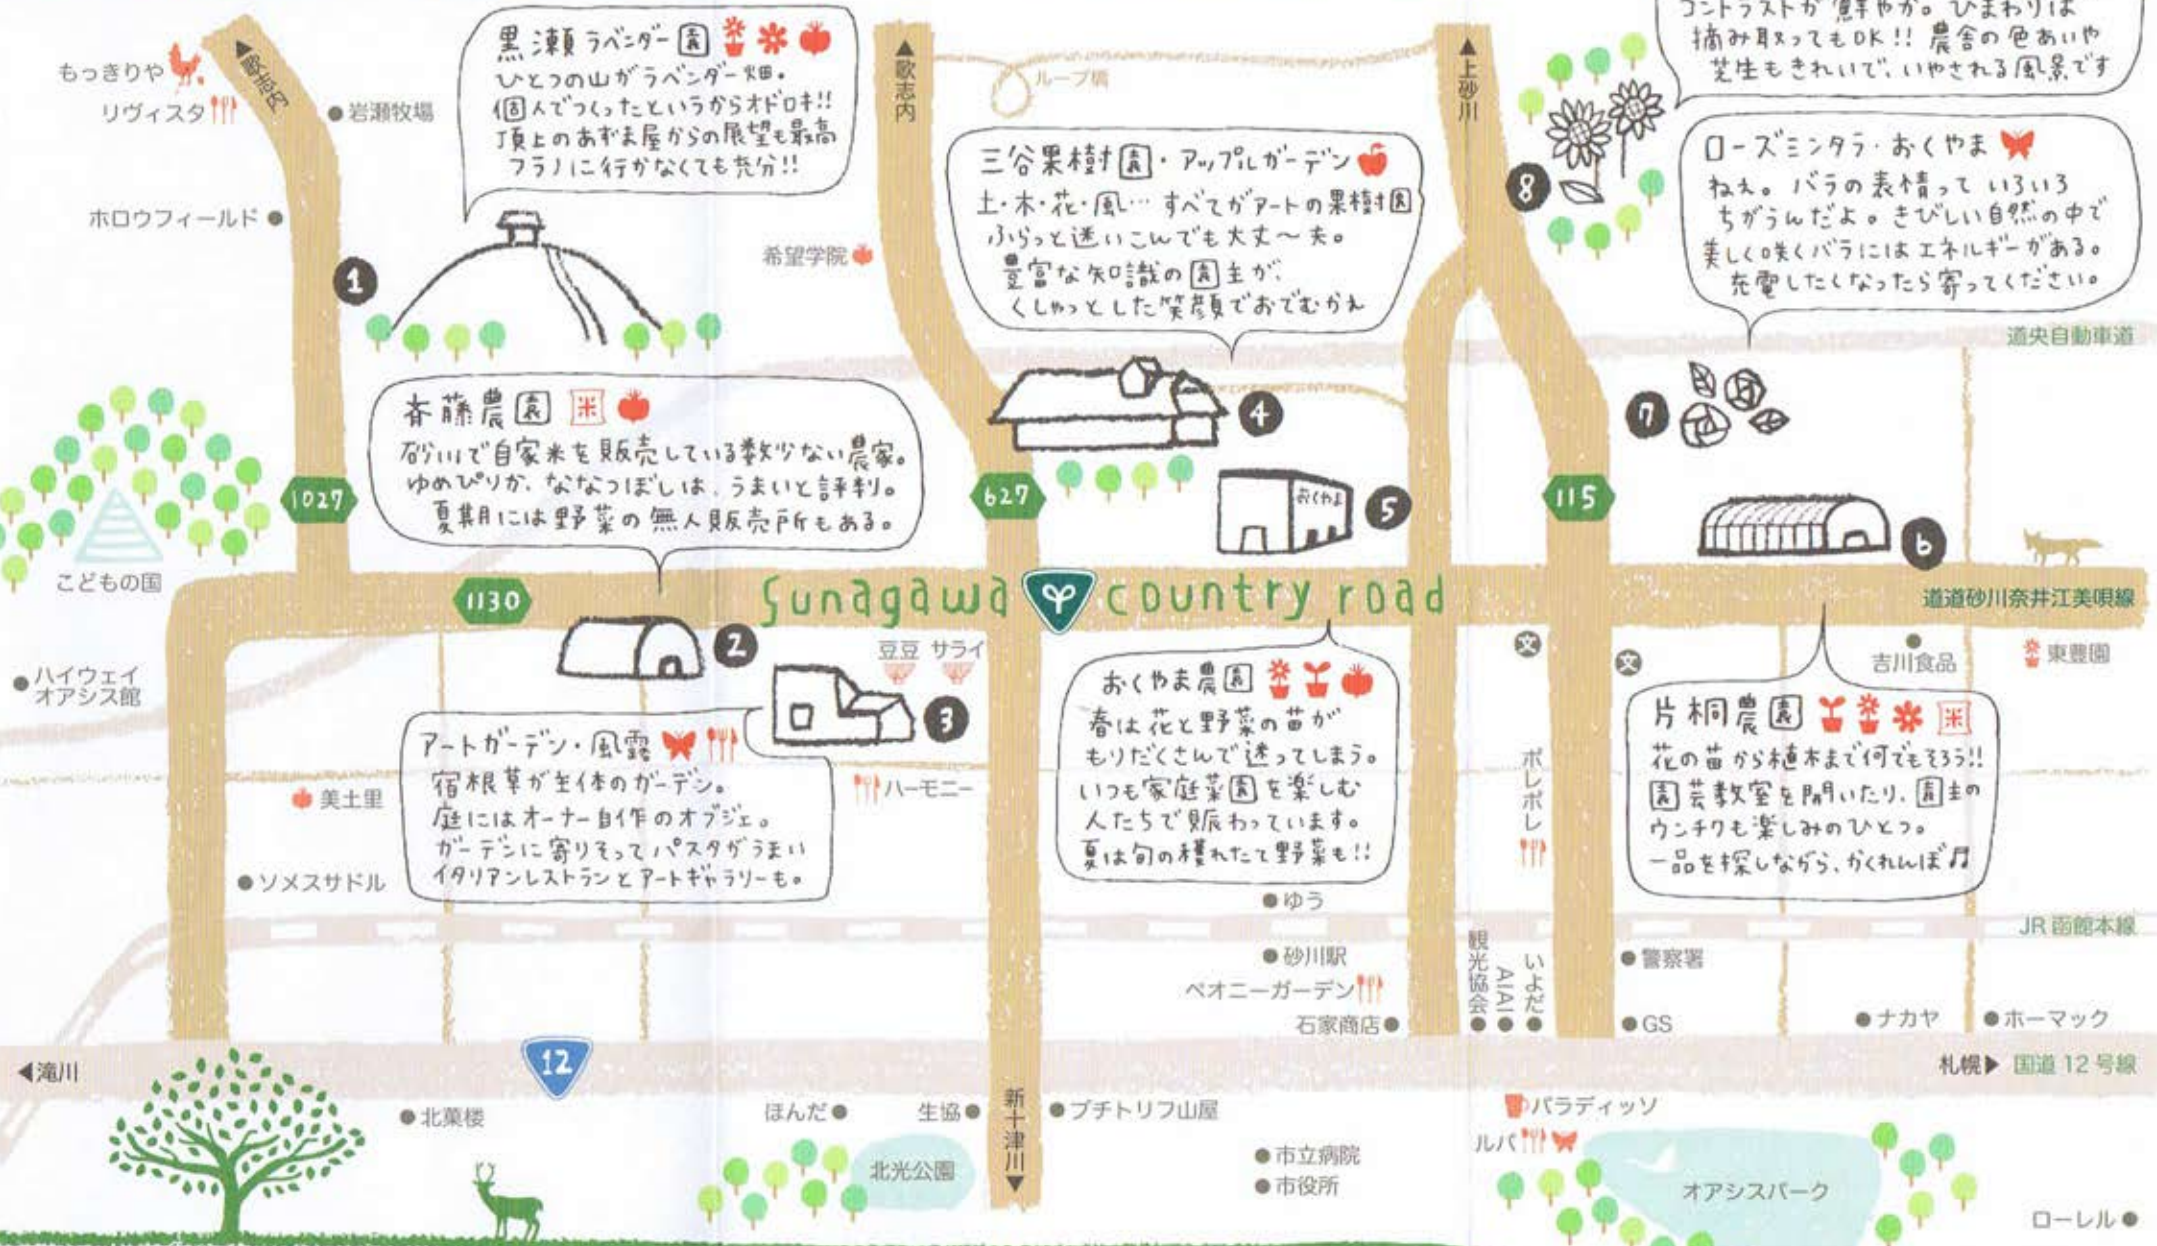 もっきりや
リヴィスタ
▲歌志内
●岩瀬牧場
ホロウフィールド●
1
黒瀬ラベンダー園
ひとつの山がラベンダー畑。
個人でつくったというからオドロキ!!
頂上のあずま屋からの展望も最高
フラノに行かなくても充分!!
▲歌志内
ループ橋
希望学院
三谷果樹園・アップルガーデン
土・木・花・風…すべてがアートの果樹園
ふらっと迷いこんでも大丈〜夫。
豊富な知識の園主が、
くしゃっとした笑顔でおでむかえ
▲上砂川
コントラストが鮮やか。ひまわりは
摘み取ってもOK!! 農舎の色あいや
芝生もきれいで、いやされる風景です
8
ローズミンタラ・おくやま
ねぇ。バラの表情っていろいろ
ちがうんだよ。きびしい自然の中で
美しく咲くバラにはエネルギーがある。
充電したくなったら寄ってください。
道央自動車道
斉藤農園 米
砂川で自家米を販売している数少ない農家。
ゆめぴりか、ななつぼしは、うまいと評判。
夏期には野菜の無人販売所もある。
4
7
1027
627
おくやま
5
115
6
こどもの国
1130
Sunagawa country road
道道砂川奈井江美唄線
2
豆豆 サライ
文
文
吉川食品
東豊園
●ハイウェイ
オアシス館
3
アートガーデン・風露
宿根草が主体のガーデン。
庭にはオーナー自作のオブジェ。
ガーデンに寄りそってパスタがうまい
イタリアンレストランとアートギャラリーも。
ハーモニー
おくやま農園
春は花と野菜の苗が
もりだくさんで迷ってしまう。
いつも家庭菜園を楽しむ
人たちで賑わっています。
夏は旬の穫れたて野菜も!!
ポレポレ
片桐農園 米
花の苗から植木まで何でもそろう!!
園芸教室を開いたり、園主の
ウンチクも楽しみのひとつ。
一品を探しながら、かくれんぼ♫
美土里
●ソメスサドル
●ゆう
JR函館本線
●砂川駅
ペオニーガーデン
石家商店●
観光協会●
AIAI●
いよだ●
●警察署
●GS
●ナカヤ
●ホーマック
◀滝川
12
札幌▶ 国道12号線
●北菓楼
ほんだ●
生協●
新十津川▼
●プチトリフ山屋
北光公園
●市立病院
●市役所
パラディッソ
ルパ
オアシスパーク
ローレル●